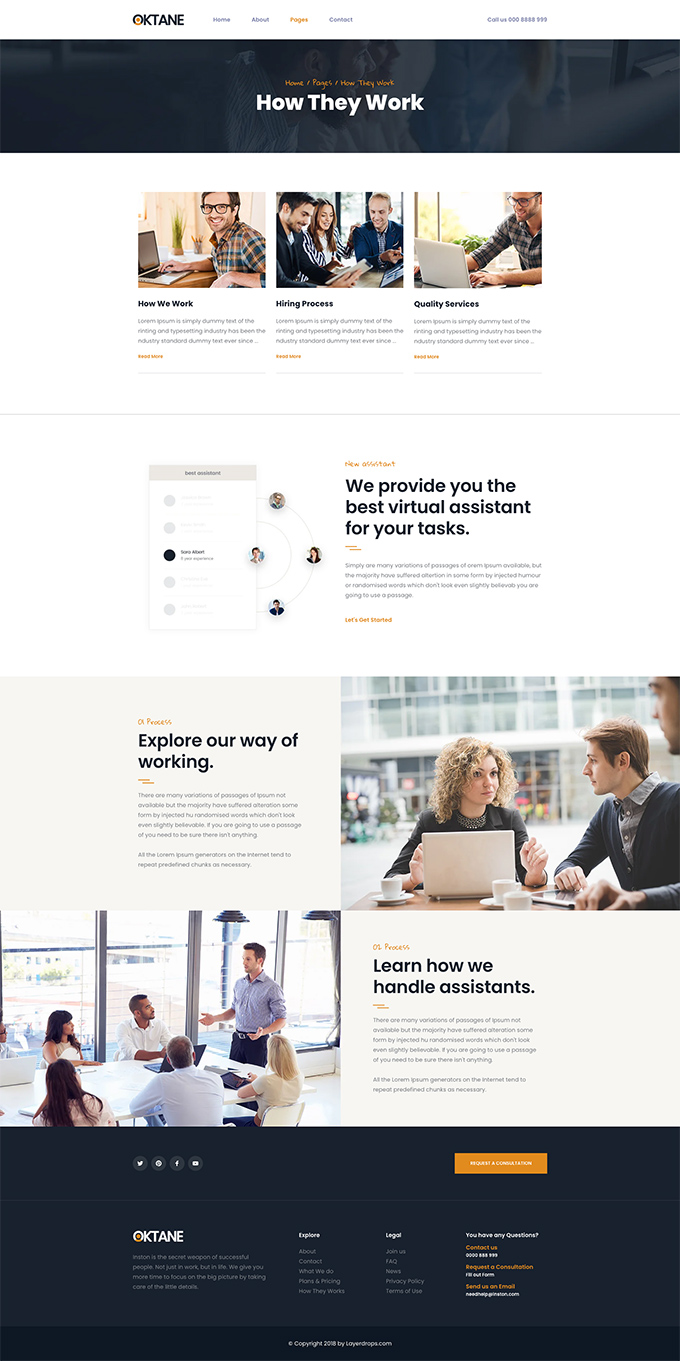 OKTANE
Home
About
Pages
Contact
Call us 000 8888 999
Home / Pages / How They Work
How They Work
How We Work
Lorem Ipsum is simply dummy text of the
rinting and typesetting industry has been the
ndustry standard dummy text ever since ...
Read More
Hiring Process
Lorem Ipsum is simply dummy text of the
rinting and typesetting industry has been the
ndustry standard dummy text ever since ...
Read More
Quality Services
Lorem Ipsum is simply dummy text of the
rinting and typesetting industry has been the
ndustry standard dummy text ever since ...
Read More
best assistant
Sara Albert
6 year experience
New assistant
We provide you the
best virtual assistant
for your tasks.
Simply are many variations of passages of orem Ipsum available, but
the majority have suffered altertion in some form by injected humour
or randomised words which don't look even slightly believab you are
going to use a passage.
Let's Get Started
01 Process
Explore our way of
working.
There are many variations of passages of Ipsum not
available but the majority have suffered alteration some
form by injected hu randomised words which don't look
even slightly believable. If you are going to use a passage
of you need to be sure there isn't anything.
All the Lorem Ipsum generators on the Internet tend to
repeat predefined chunks as necessary.
02 Process
Learn how we
handle assistants.
There are many variations of passages of Ipsum not
available but the majority have suffered alteration some
form by injected hu randomised words which don't look
even slightly believable. If you are going to use a passage
of you need to be sure there isn't anything.
All the Lorem Ipsum generators on the Internet tend to
repeat predefined chunks as necessary.
REQUEST A CONSULTATION
OKTANE
Inston is the secret weapon of successful
people. Not just in work, but in life. We give you
more time to focus on the big picture by taking
care of the little details.
Explore
About
Contact
What We do
Plans & Pricing
How They Works
Legal
Join us
FAQ
News
Privacy Policy
Terms of Use
You have any Questions?
Contact us
0000 888 999
Request a Consultation
Fill out Form
Send us an Email
needhelp@inston.com
© Copyright 2018 by Layerdrops.com